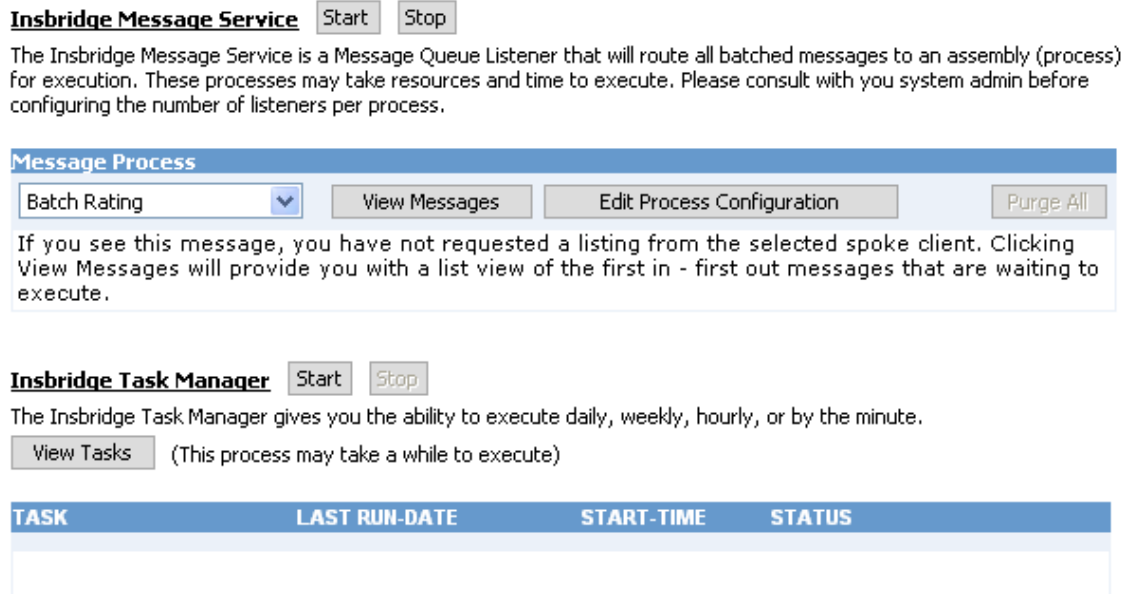 Insbridge Message Service Start Stop
The Insbridge Message Service is a Message Queue Listener that will route all batched messages to an assembly (process)
for execution. These processes may take resources and time to execute. Please consult with you system admin before
configuring the number of listeners per process.
Message Process
Batch Rating View Messages Edit Process Configuration Purge All
If you see this message, you have not requested a listing from the selected spoke client. Clicking
View Messages will provide you with a list view of the first in - first out messages that are waiting to
execute.
Insbridge Task Manager Start Stop
The Insbridge Task Manager gives you the ability to execute daily, weekly, hourly, or by the minute.
View Tasks (This process may take a while to execute)
TASK LAST RUN-DATE START-TIME STATUS